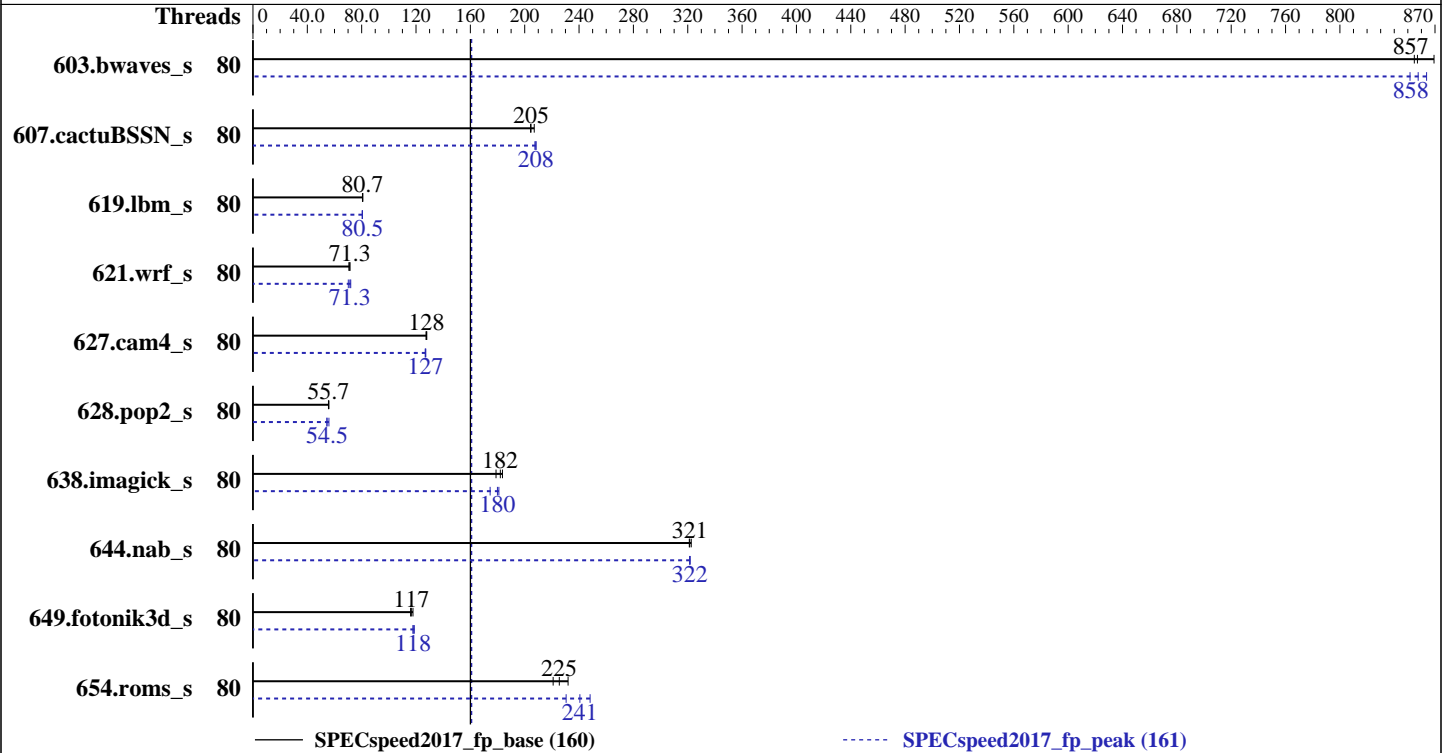 Threads 0 40.0 80.0 120 160 200 240 280 320 360 400 440 480 520 560 600 640 680 720 760 800 870
857
603.bwaves_s 80
858
205
607.cactuBSSN_s 80
208
80.7
619.lbm_s 80
80.5
71.3
621.wrf_s 80
71.3
128
627.cam4_s 80
127
55.7
628.pop2_s 80
54.5
182
638.imagick_s 80
180
321
644.nab_s 80
322
117
649.fotonik3d_s 80
118
225
654.roms_s 80
241
SPECspeed2017_fp_base (160) SPECspeed2017_fp_peak (161)